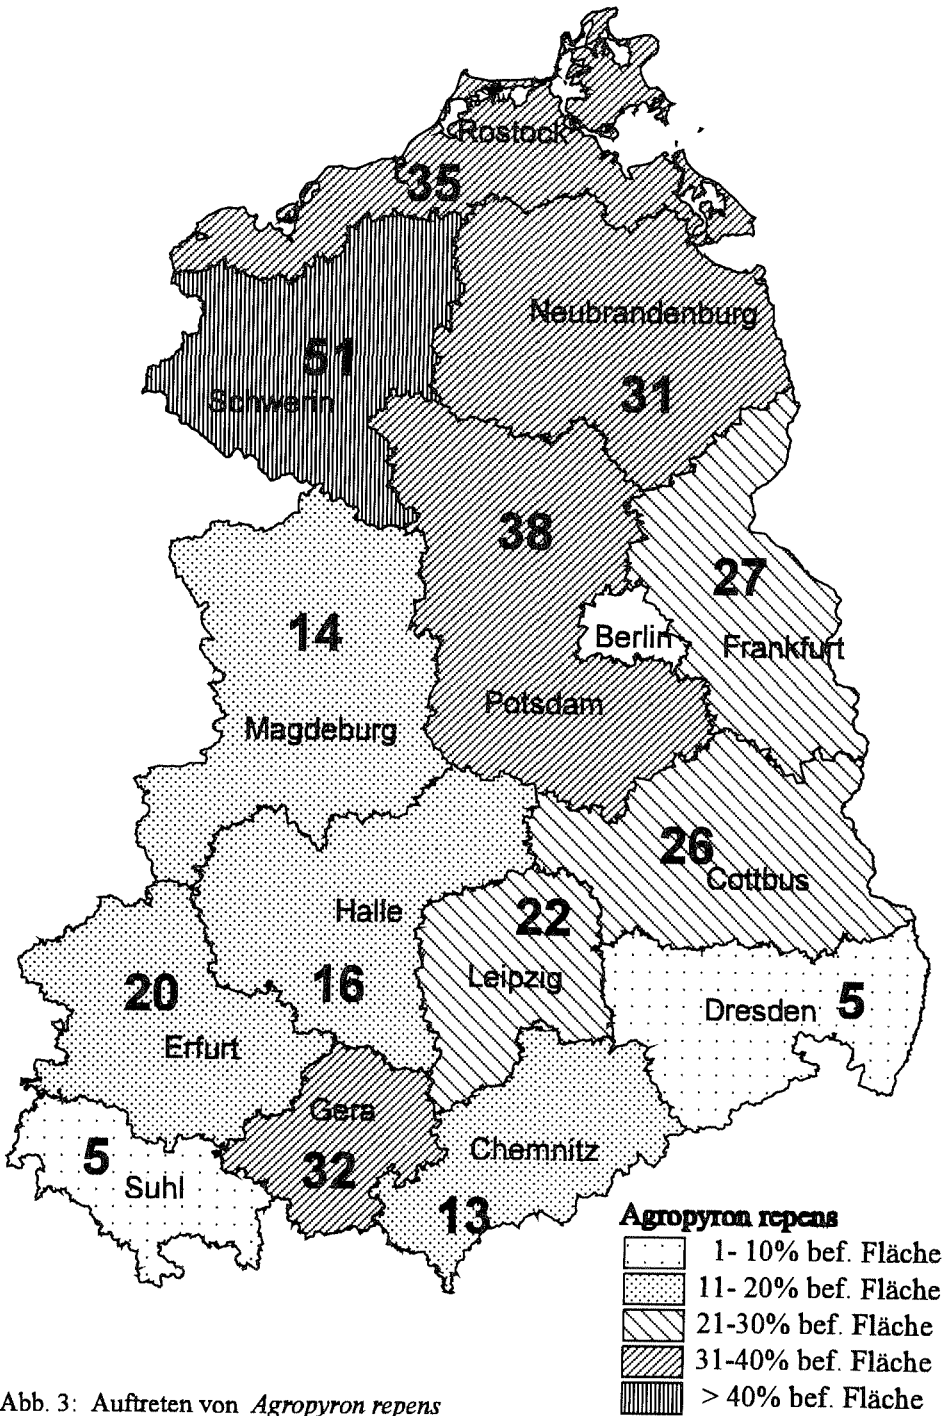 Rostock
35
Neubrandenburg
51
31
Schwerin
38
27
14
Berlin
Frankfurt
Potsdam
Magdeburg
26
Cottbus
Halle
22
Leipzig
20
16
Dresden 5
Erfurt
Gera
5
Chemnitz
32
Suhl
13
Agropyron repens
1- 10% bef. Fläche
11- 20% bef. Fläche
21-30% bef. Fläche
31-40% bef. Fläche
> 40% bef. Fläche
Abb. 3: Auftreten von Agropyron repens